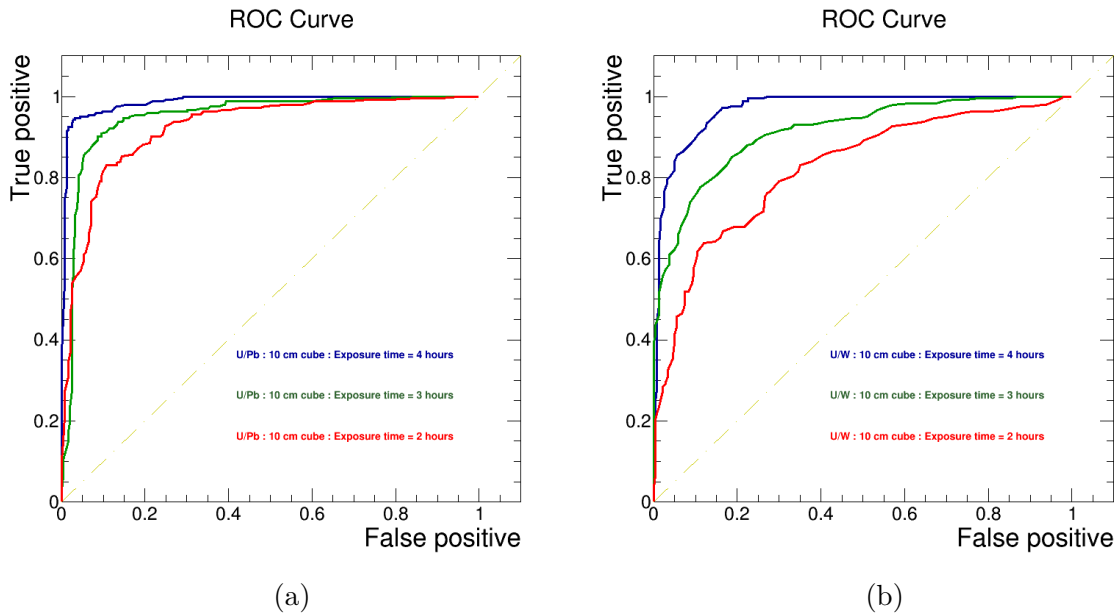 ROC Curve
True positive
1
0.8
0.6
0.4
0.2
0
U/Pb : 10 cm cube : Exposure time = 4 hours
U/Pb : 10 cm cube : Exposure time = 3 hours
U/Pb : 10 cm cube : Exposure time = 2 hours
0 0.2 0.4 0.6 0.8 1
False positive
(a)
ROC Curve
True positive
1
0.8
0.6
0.4
0.2
0
U/W : 10 cm cube : Exposure time = 4 hours
U/W : 10 cm cube : Exposure time = 3 hours
U/W : 10 cm cube : Exposure time = 2 hours
0 0.2 0.4 0.6 0.8 1
False positive
(b)